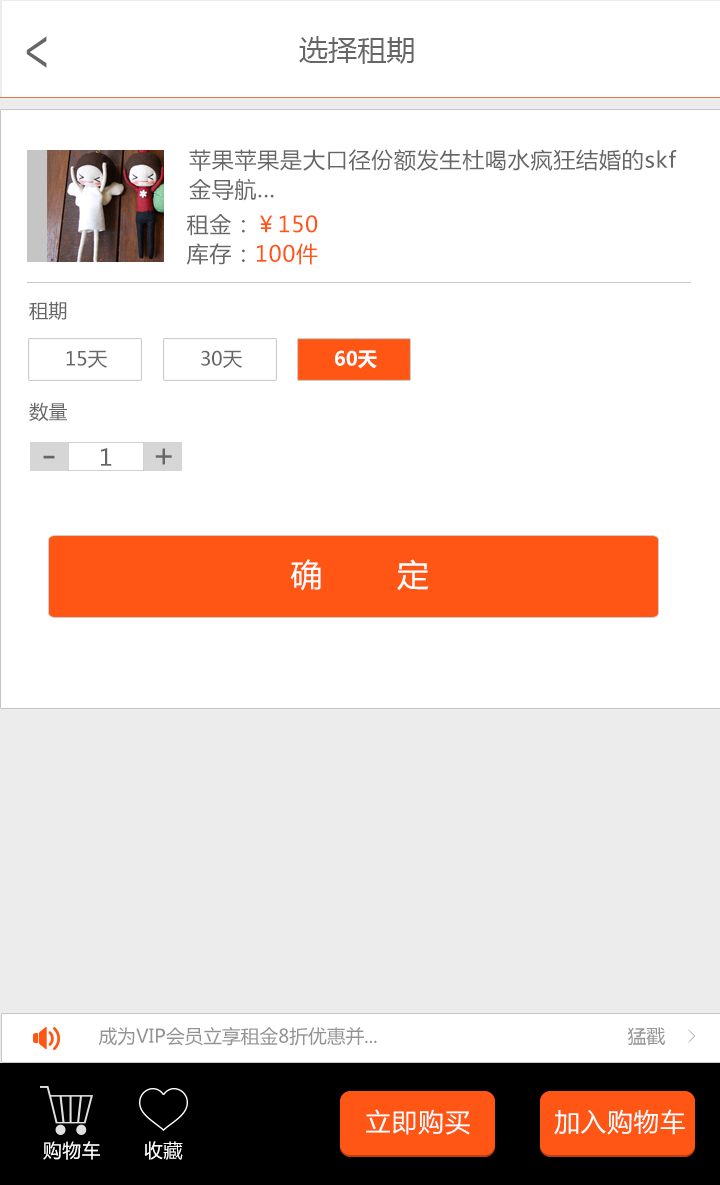 选择租期
苹果苹果是大口径份额发生杜喝水疯狂结婚的skf
金导航...
租金：￥150
库存：100件
租期
15天 30天 60天
数量
- 1 +
确 定
成为VIP会员立享租金8折优惠并... 猛戳
购物车 收藏 立即购买 加入购物车